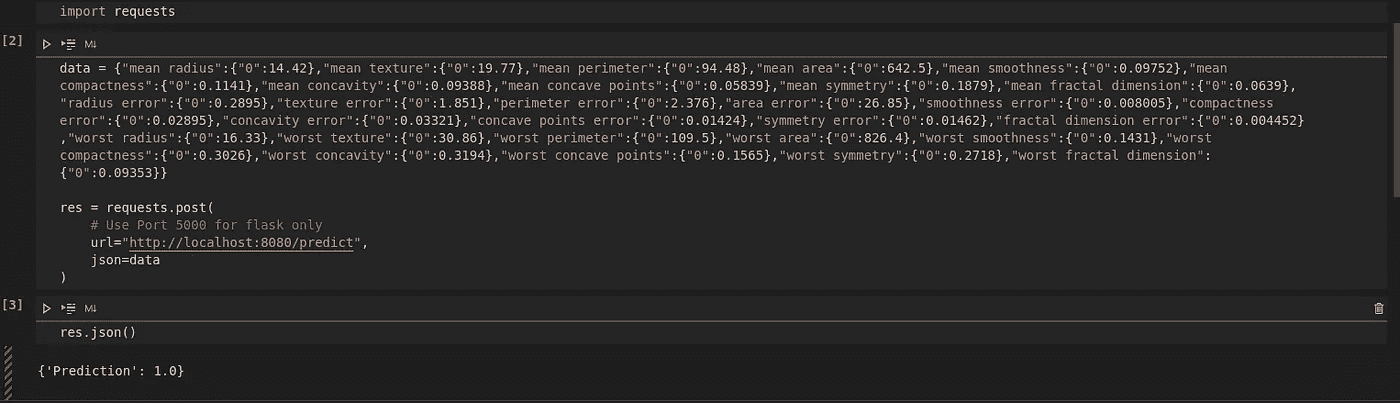 import requests
[2]
M↓
data = {"mean radius":{"0":14.42},"mean texture":{"0":19.77},"mean perimeter":{"0":94.48},"mean area":{"0":642.5},"mean smoothness":{"0":0.09752},"mean
compactness":{"0":0.1141},"mean concavity":{"0":0.09388},"mean concave points":{"0":0.05839},"mean symmetry":{"0":0.1879},"mean fractal dimension":{"0":0.0639},
"radius error":{"0":0.2895},"texture error":{"0":1.851},"perimeter error":{"0":2.376},"area error":{"0":26.85},"smoothness error":{"0":0.008005},"compactness
error":{"0":0.02895},"concavity error":{"0":0.03321},"concave points error":{"0":0.01424},"symmetry error":{"0":0.01462},"fractal dimension error":{"0":0.004452}
,"worst radius":{"0":16.33},"worst texture":{"0":30.86},"worst perimeter":{"0":109.5},"worst area":{"0":826.4},"worst smoothness":{"0":0.1431},"worst
compactness":{"0":0.3026},"worst concavity":{"0":0.3194},"worst concave points":{"0":0.1565},"worst symmetry":{"0":0.2718},"worst fractal dimension":
{"0":0.09353}}
res = requests.post(
# Use Port 5000 for flask only
url="http://localhost:8080/predict",
json=data
)
[3]
M↓
res.json()
{'Prediction': 1.0}